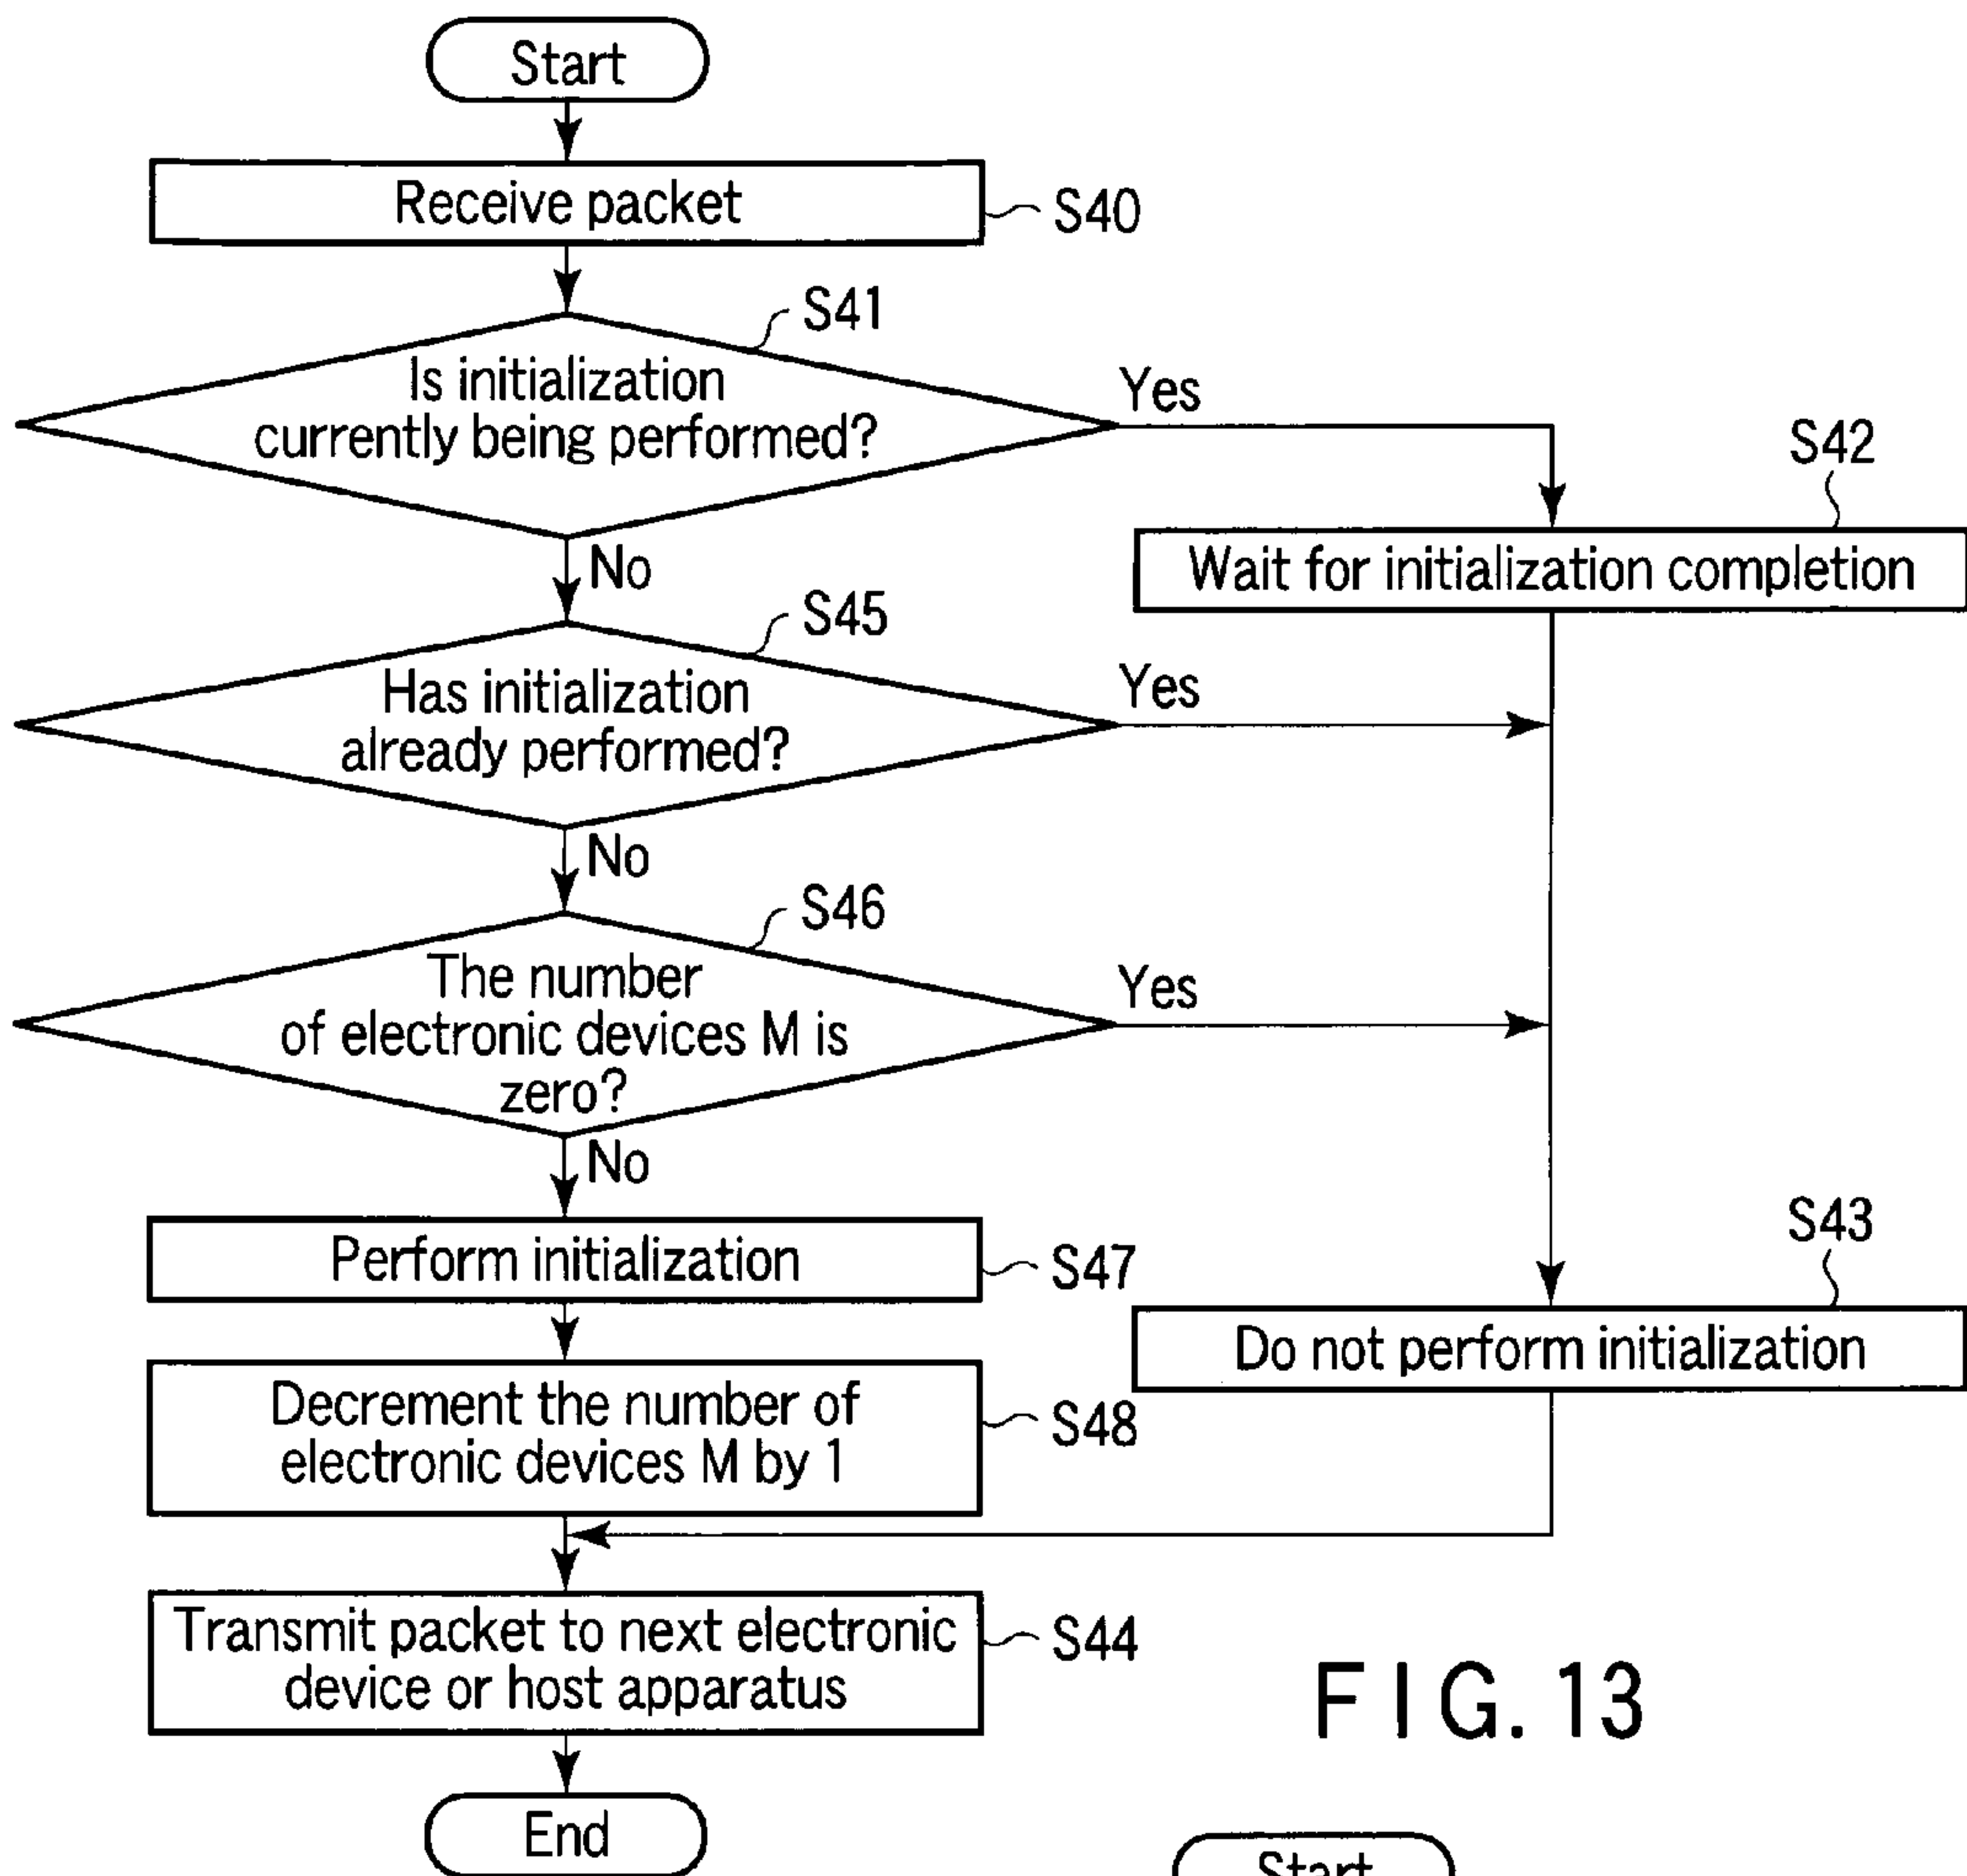 Start
Receive packet
S40
S41
Is initialization
currently being performed?
Yes
No
S42
Wait for initialization completion
S45
Has initialization
already performed?
Yes
No
S46
The number
of electronic devices M is
zero?
Yes
No
Perform initialization
S47
S43
Do not perform initialization
Decrement the number of
electronic devices M by 1
S48
Transmit packet to next electronic
device or host apparatus
S44
End
FIG. 13
Start